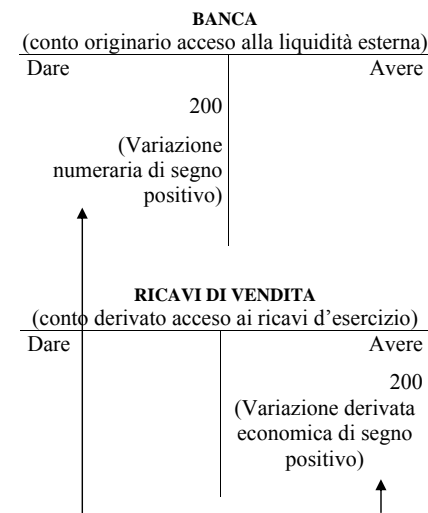 BANCA
(conto originario acceso alla liquidità esterna)
Dare Avere
200
(Variazione
numeraria di segno
positivo)
RICAVI DI VENDITA
(conto derivato acceso ai ricavi d'esercizio)
Dare Avere
200
(Variazione derivata
economica di segno
positivo)